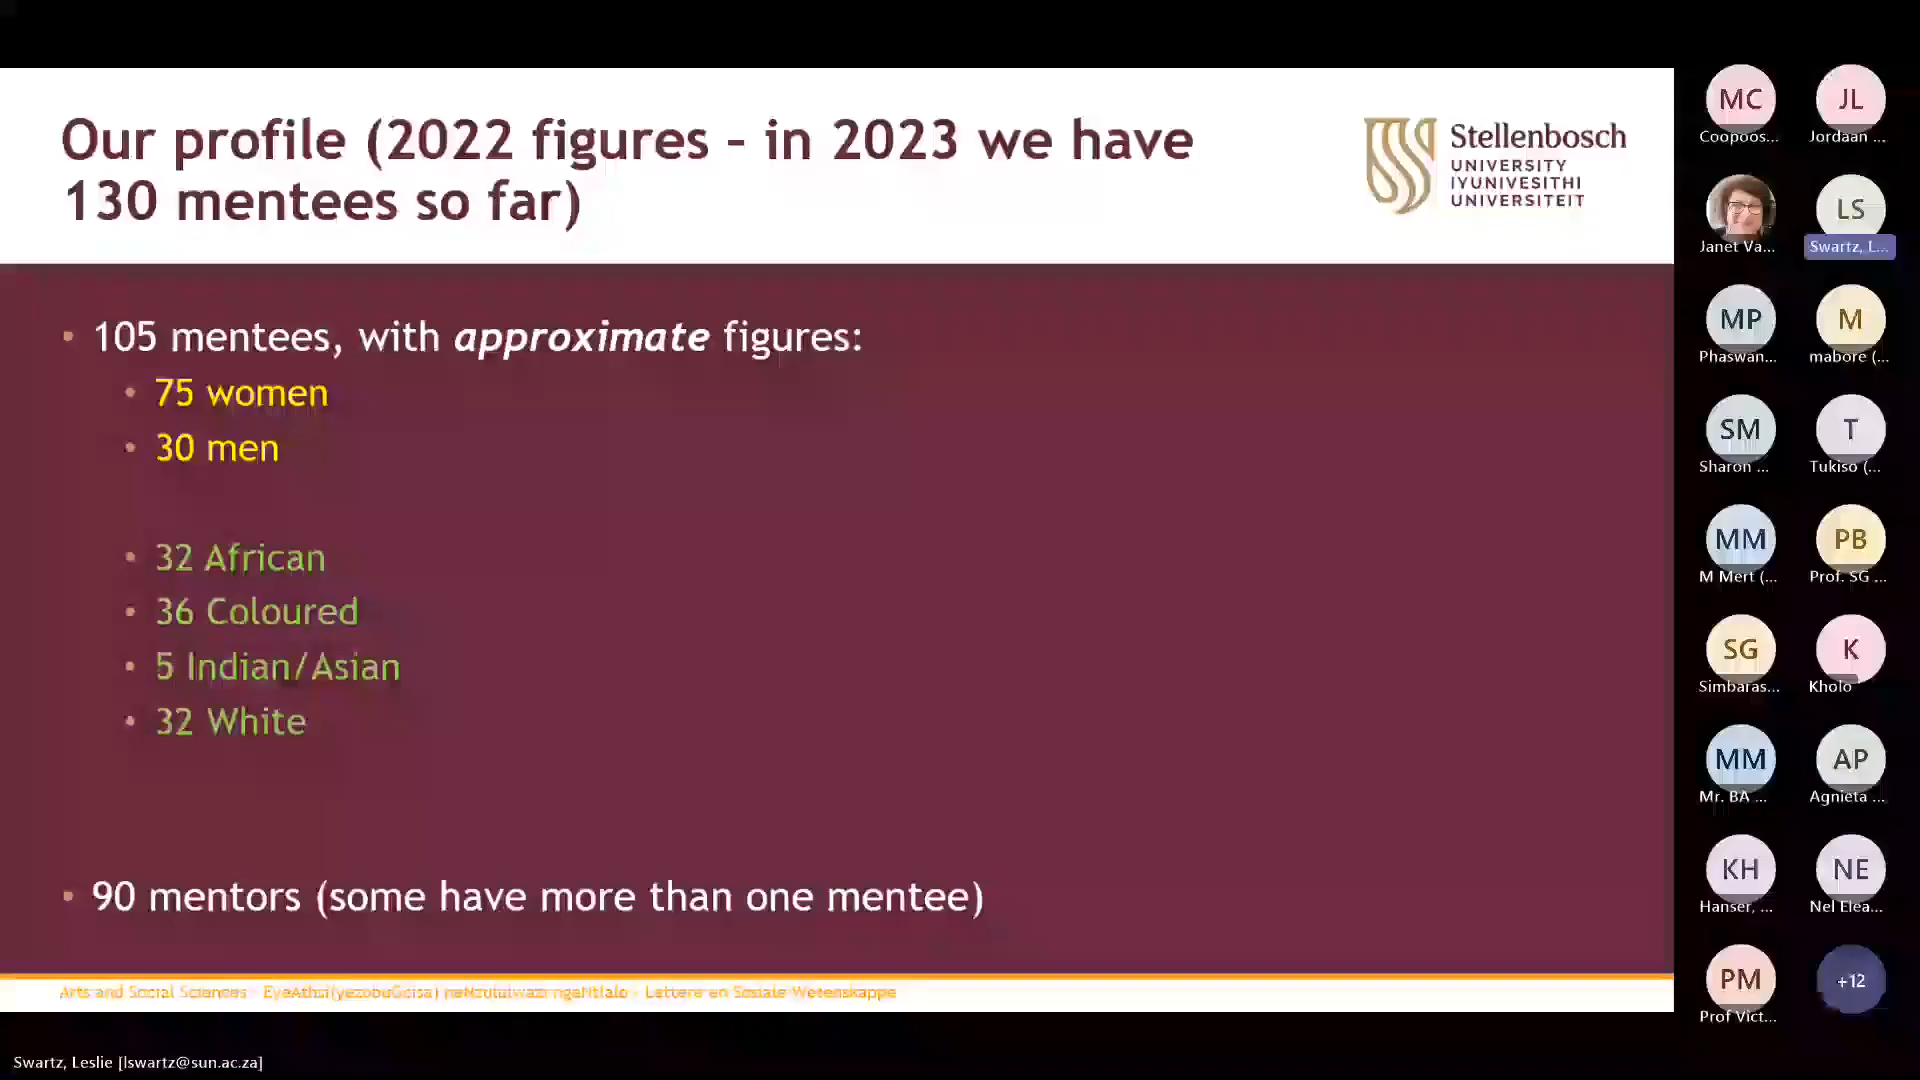 Our profile (2022 figures - in 2023 we have
130 mentees so far)
Stellenbosch
UNIVERSITY
IYUNIVESITHI
UNIVERSITEIT
• 105 mentees, with approximate figures:
• 75 women
• 30 men
• 32 African
• 36 Coloured
• 5 Indian/Asian
• 32 White
• 90 mentors (some have more than one mentee)
Arts and Social Sciences - - Lettere en Sosiale Wetenskappe
Swartz, Leslie [lswartz@sun.ac.za]
MC
Coopoos...
JL
Jordaan ...
Janet Va...
LS
Swartz, L...
MP
Phaswan...
M
mabore (...
SM
Sharon ...
T
Tukiso (...
MM
M Mert (...
PB
Prof. SG ...
SG
Simbaras...
K
Kholo
MM
Mr. BA ...
AP
Agnieta ...
KH
Hanser, ...
NE
Nel Elea...
PM
Prof Vict...
+12